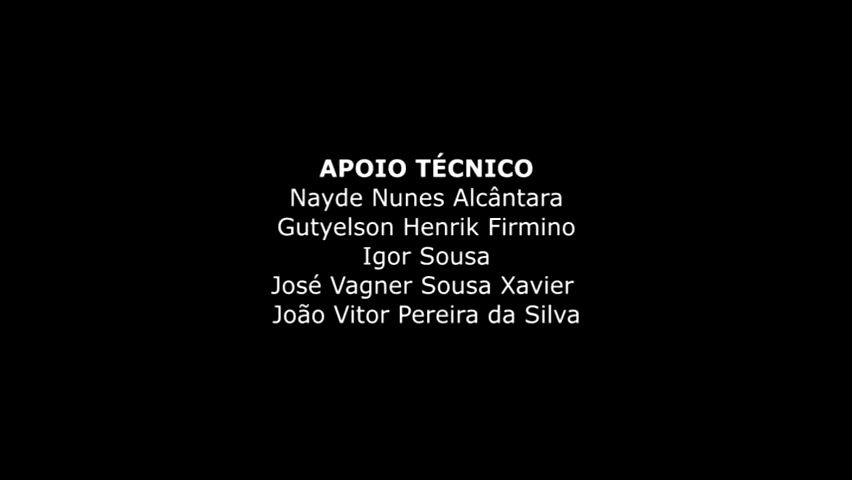 APOIO TÉCNICO
Nayde Nunes Alcântara
Gutyelson Henrik Firmino
Igor Sousa
José Vagner Sousa Xavier
João Vitor Pereira da Silva